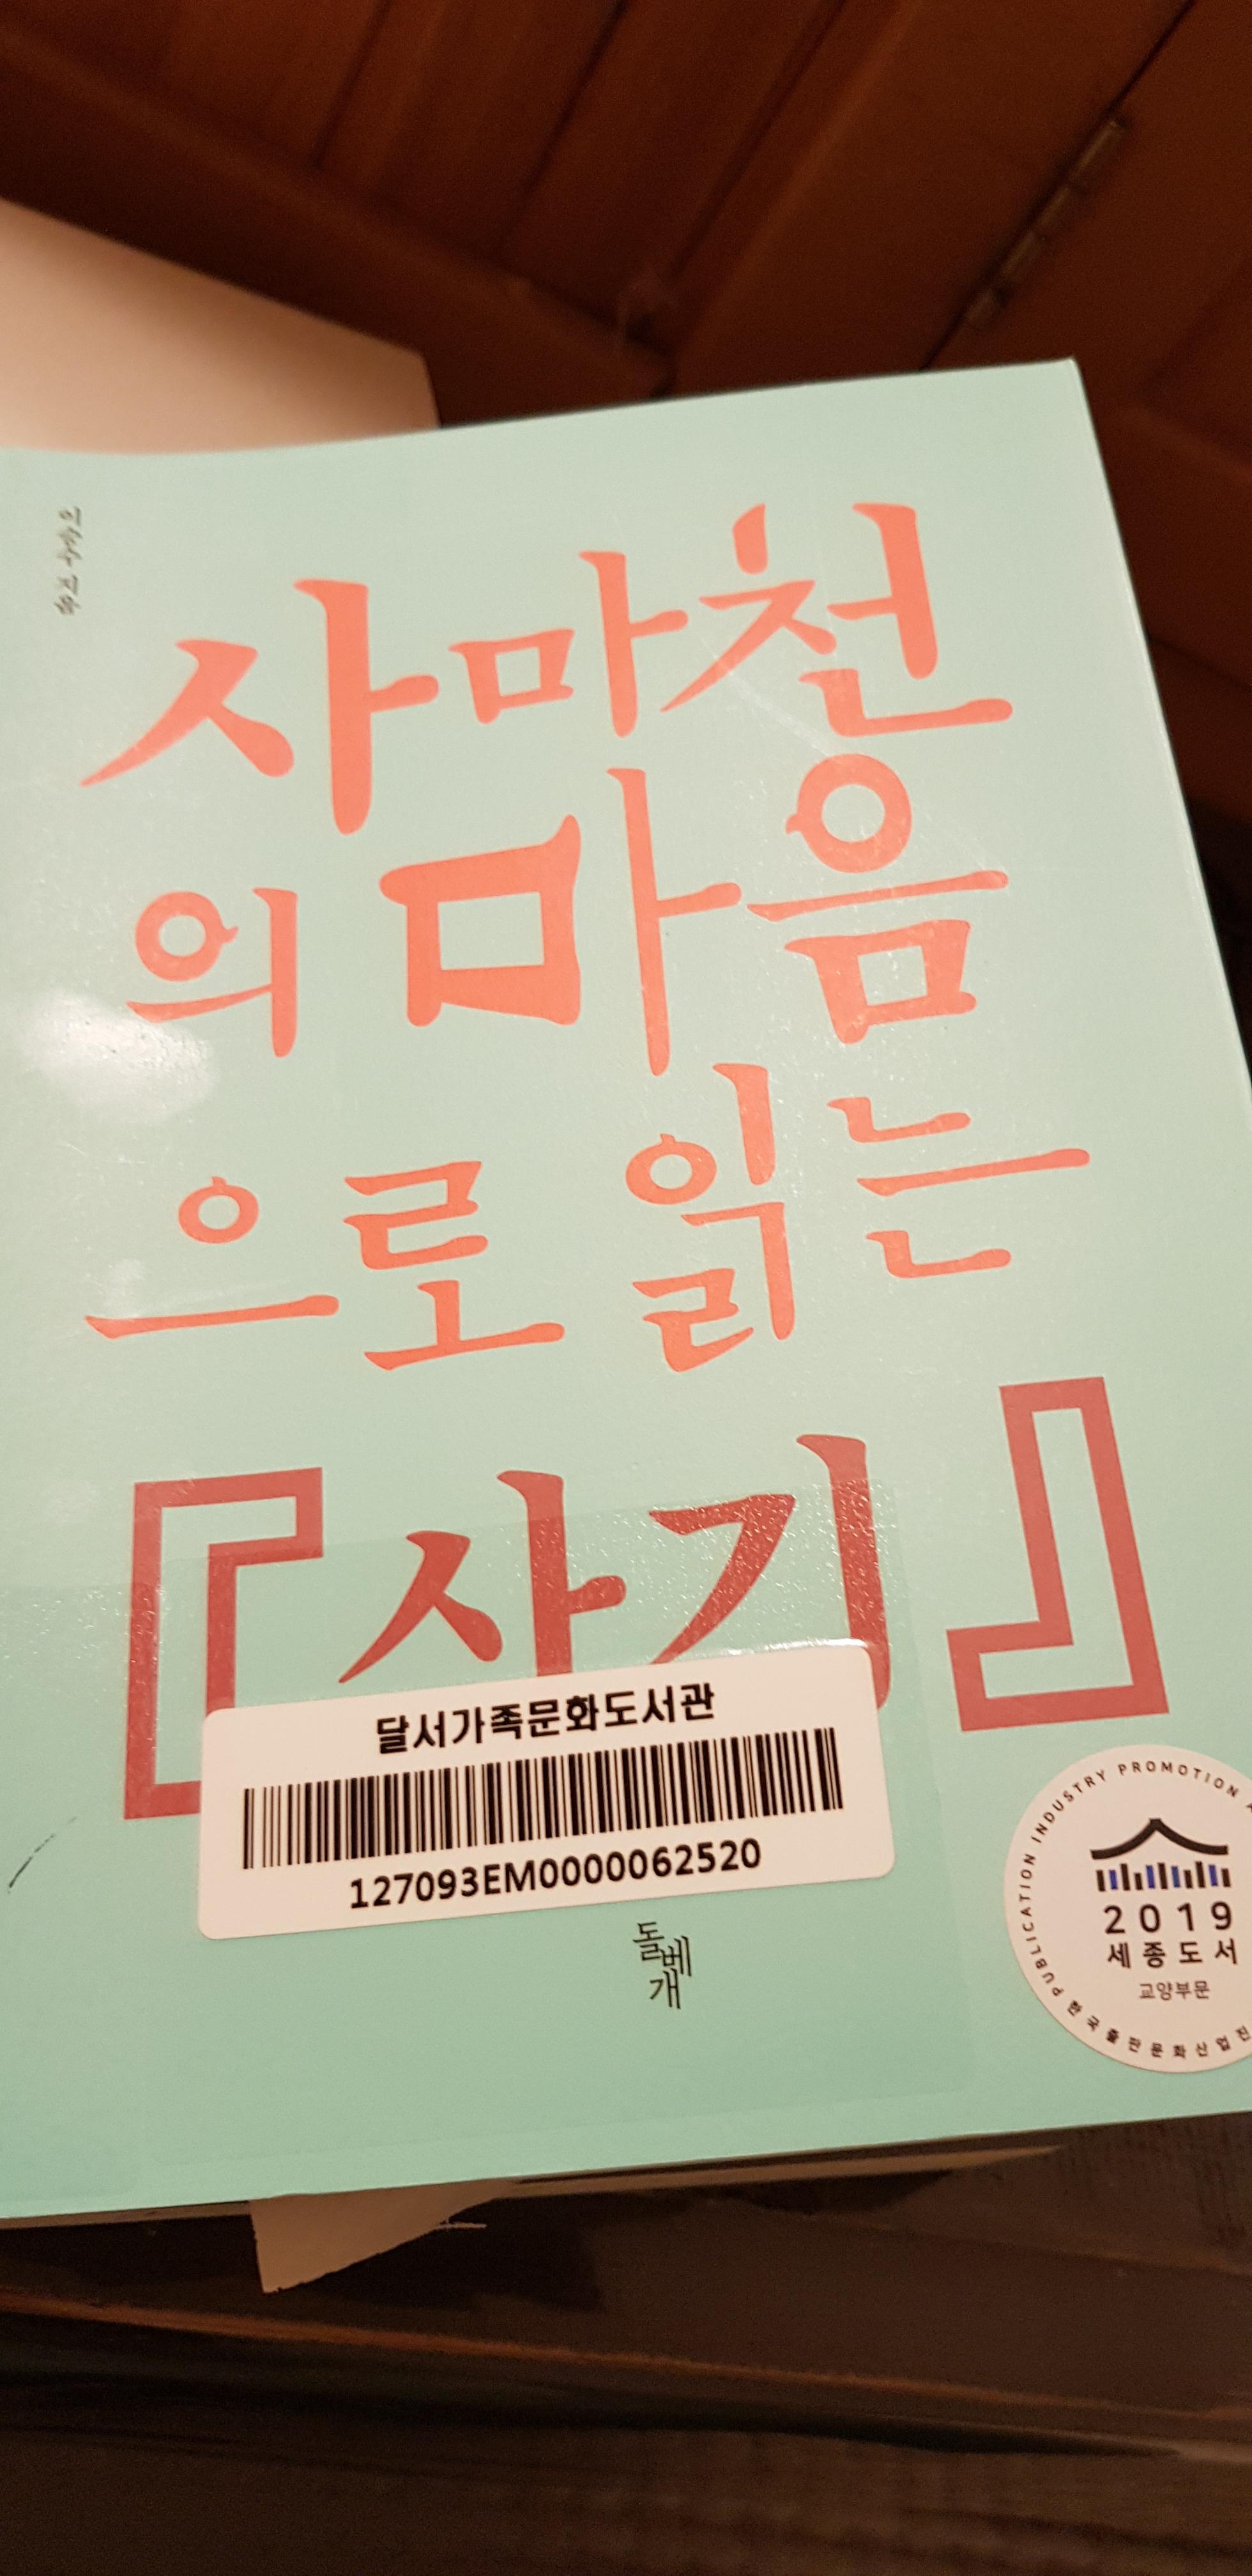 이승수 지음
사마천
의 마음
으로 읽는
『사기』
달서가족문화도서관
127093EM0000062520
돌베개
PUBLICATION INDUSTRY PROMOTION A
2019
세종도서
교양부문
한국출판문화산업진